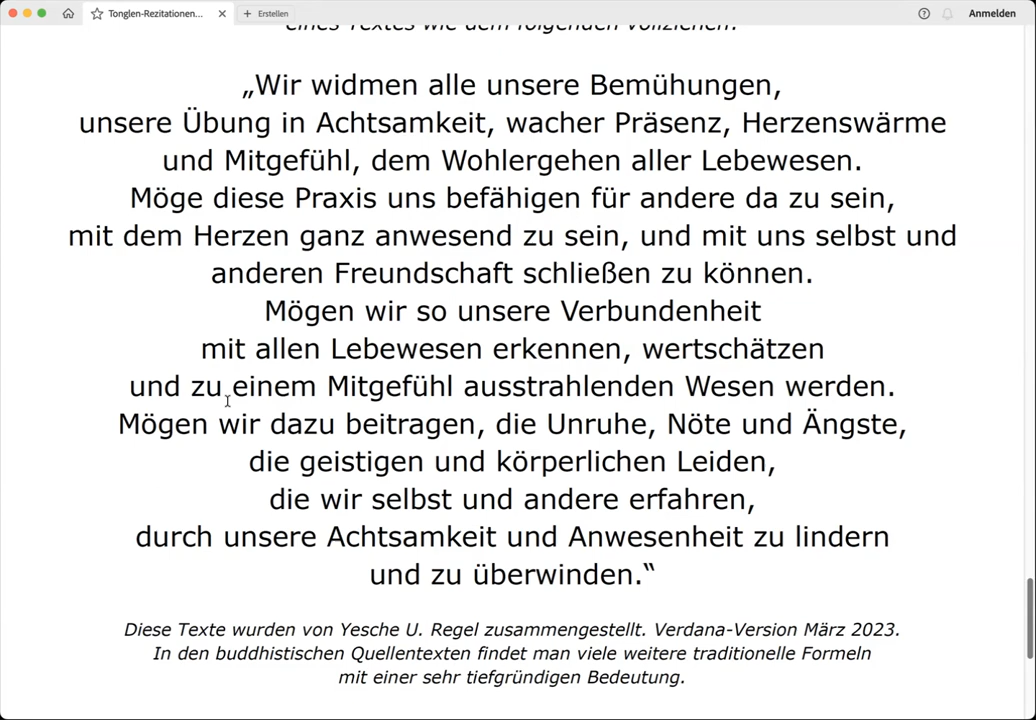 Tonglen-Rezitationen...
Erstellen
Anmelden
eines Textes wie dem folgenden vollziehen:
„Wir widmen alle unsere Bemühungen,
unsere Übung in Achtsamkeit, wacher Präsenz, Herzenswärme
und Mitgefühl, dem Wohlergehen aller Lebewesen.
Möge diese Praxis uns befähigen für andere da zu sein,
mit dem Herzen ganz anwesend zu sein, und mit uns selbst und
anderen Freundschaft schließen zu können.
Mögen wir so unsere Verbundenheit
mit allen Lebewesen erkennen, wertschätzen
und zu einem Mitgefühl ausstrahlenden Wesen werden.
Mögen wir dazu beitragen, die Unruhe, Nöte und Ängste,
die geistigen und körperlichen Leiden,
die wir selbst und andere erfahren,
durch unsere Achtsamkeit und Anwesenheit zu lindern
und zu überwinden.“
Diese Texte wurden von Yesche U. Regel zusammengestellt. Verdana-Version März 2023.
In den buddhistischen Quellentexten findet man viele weitere traditionelle Formeln
mit einer sehr tiefgründigen Bedeutung.